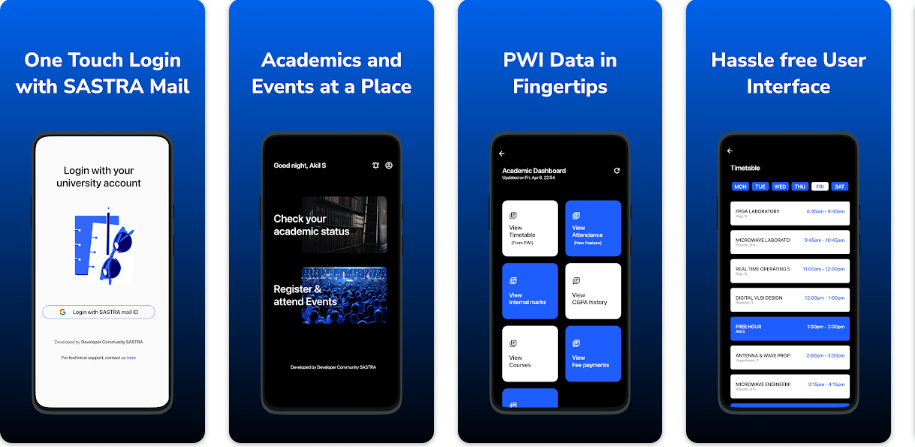 One Touch Login
with SASTRA Mail
Login with your
university account
Login with SASTRA mail ID
Developed by Developer Community SASTRA
For technical support, contact us here
Academics and
Events at a Place
Good night, Akil S
Check your
academic status
Register &
attend Events
Developed by Developer Community SASTRA
PWI Data in
Fingertips
Academic Dashboard
Updated on Fri, Apr 9, 22:54
View
Timetable
(From PWI)
View
Attendance
(New Feature)
View
Internal marks
View
CGPA history
View
Courses
View
Fee payments
Hassle free User
Interface
Timetable
MON TUE WED THU FRI SAT
FPGA LABORATORY 8:45am - 9:45am
MICROWAVE LABORATO 9:45am - 10:45am
REAL TIME OPERATING S 11:00am - 12:00pm
DIGITAL VLSI DESIGN 12:00pm - 1:00pm
FREE HOUR 1:00pm - 2:00pm
ANTENNA & WAVE PROP 2:00pm - 3:00pm
MICROWAVE ENGINEERI 3:15pm - 4:15pm